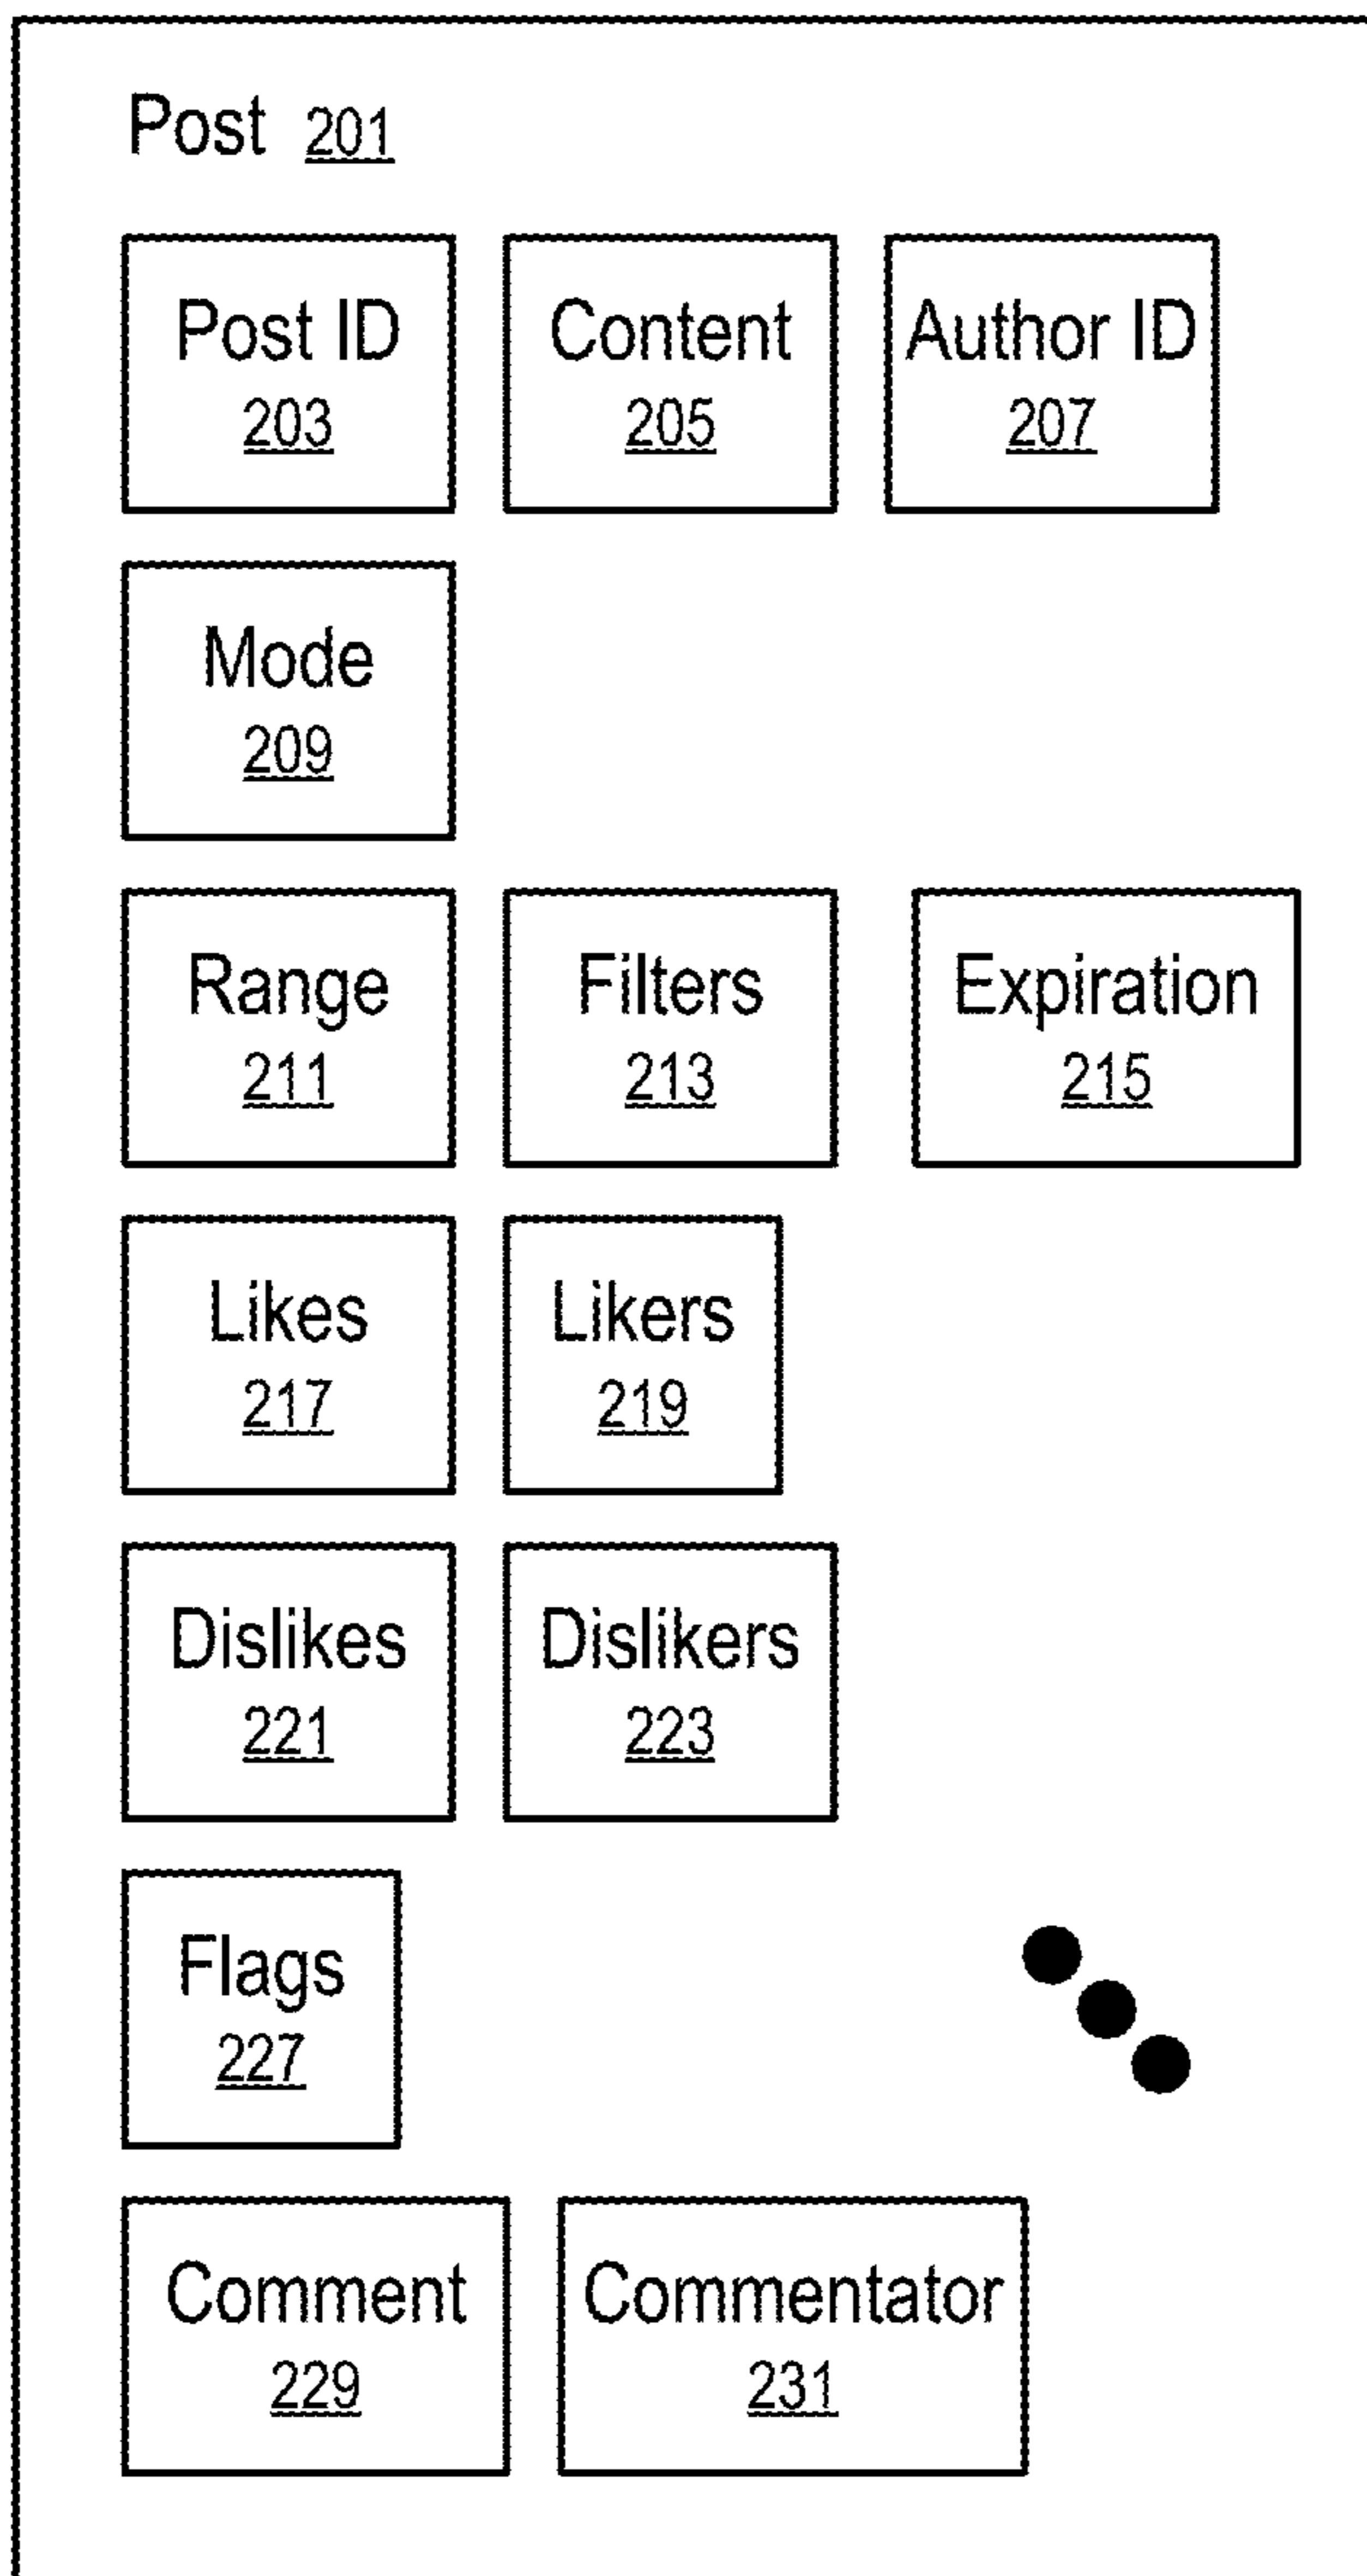 Post 201
Post ID Content Author ID
203 205 207
Mode
209
Range Filters Expiration
211 213 215
Likes Likers
217 219
Dislikes Dislikers
221 223
Flags
227
Comment Commentator
229 231